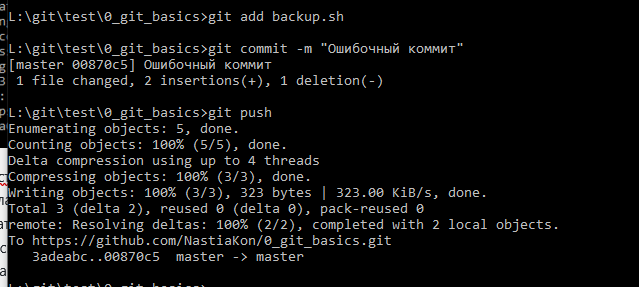 L:\git\test\0_git_basics>git add backup.sh
L:\git\test\0_git_basics>git commit -m "Ошибочный коммит"
[master 00870c5] Ошибочный коммит
1 file changed, 2 insertions(+), 1 deletion(-)
L:\git\test\0_git_basics>git push
Enumerating objects: 5, done.
Counting objects: 100% (5/5), done.
Delta compression using up to 4 threads
Compressing objects: 100% (3/3), done.
Writing objects: 100% (3/3), 323 bytes | 323.00 KiB/s, done.
Total 3 (delta 2), reused 0 (delta 0), pack-reused 0
remote: Resolving deltas: 100% (2/2), completed with 2 local objects.
To https://github.com/NastiaKon/0_git_basics.git
3adeabc..00870c5 master -> master
L:\git\test\0_git_basics>